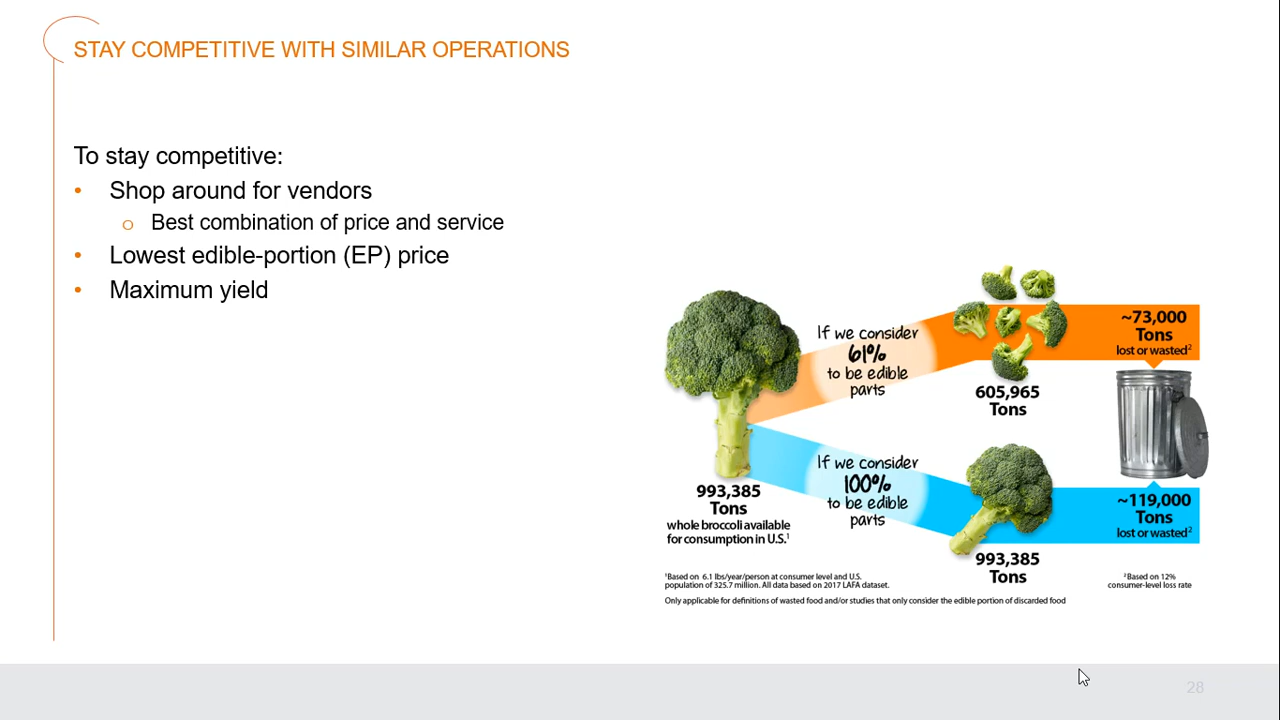 STAY COMPETITIVE WITH SIMILAR OPERATIONS
To stay competitive:
• Shop around for vendors
o Best combination of price and service
• Lowest edible-portion (EP) price
• Maximum yield
993,385
Tons
whole broccoli available
for consumption in U.S.¹
If we consider
61%
to be edible
parts
605,965
Tons
~73,000
Tons
lost or wasted²
If we consider
100%
to be edible
parts
993,385
Tons
~119,000
Tons
lost or wasted²
¹Based on 6.1 lbs/year/person at consumer level and U.S.
population of 325.7 million. All data based on 2017 LAFA dataset.
²Based on 12%
consumer-level loss rate
Only applicable for definitions of wasted food and/or studies that only consider the edible portion of discarded food
28